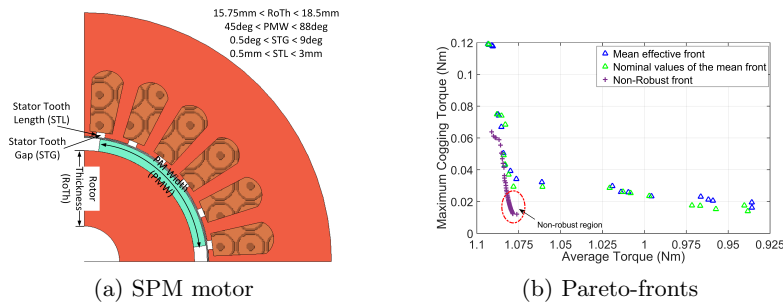 15.75mm < RoTh < 18.5mm
45deg < PMW < 88deg
0.5deg < STG < 9deg
0.5mm < STL < 3mm
Stator Tooth
Length (STL)
Stator Tooth
Gap (STG)
Rotor
Thickness
(RoTh)
PM Width
(PMW)
(a) SPM motor
Maximum Cogging Torque (Nm)
0.12
0.1
0.08
0.06
0.04
0.02
0
Mean effective front
Nominal values of the mean front
Non-Robust front
Non-robust region
1.1
1.075
1.05
1.025
1
0.975
0.95
0.925
Average Torque (Nm)
(b) Pareto-fronts